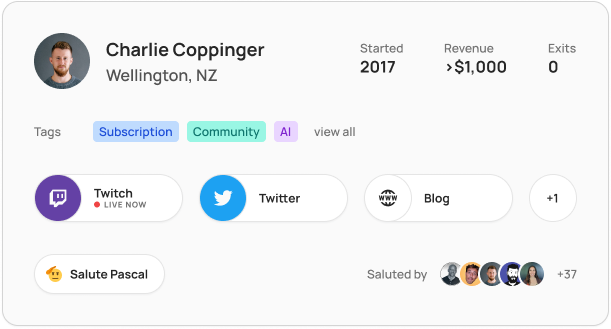 Charlie Coppinger
Wellington, NZ
Started
2017
Revenue
>$1,000
Exits
0
Tags
Subscription
Community
AI
view all
Twitch
LIVE NOW
Twitter
WWW
Blog
+1
Salute Pascal
Saluted by
+37